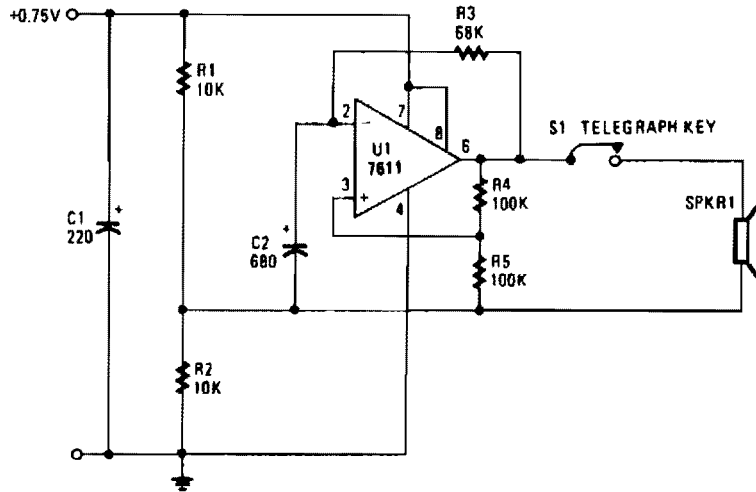 +0.75V
R1
10K
R3
68K
2
−
7
8
U1
7611
6
3
+
4
S1 TELEGRAPH KEY
R4
100K
SPKR1
C1
220
+
C2
680
+
R5
100K
R2
10K